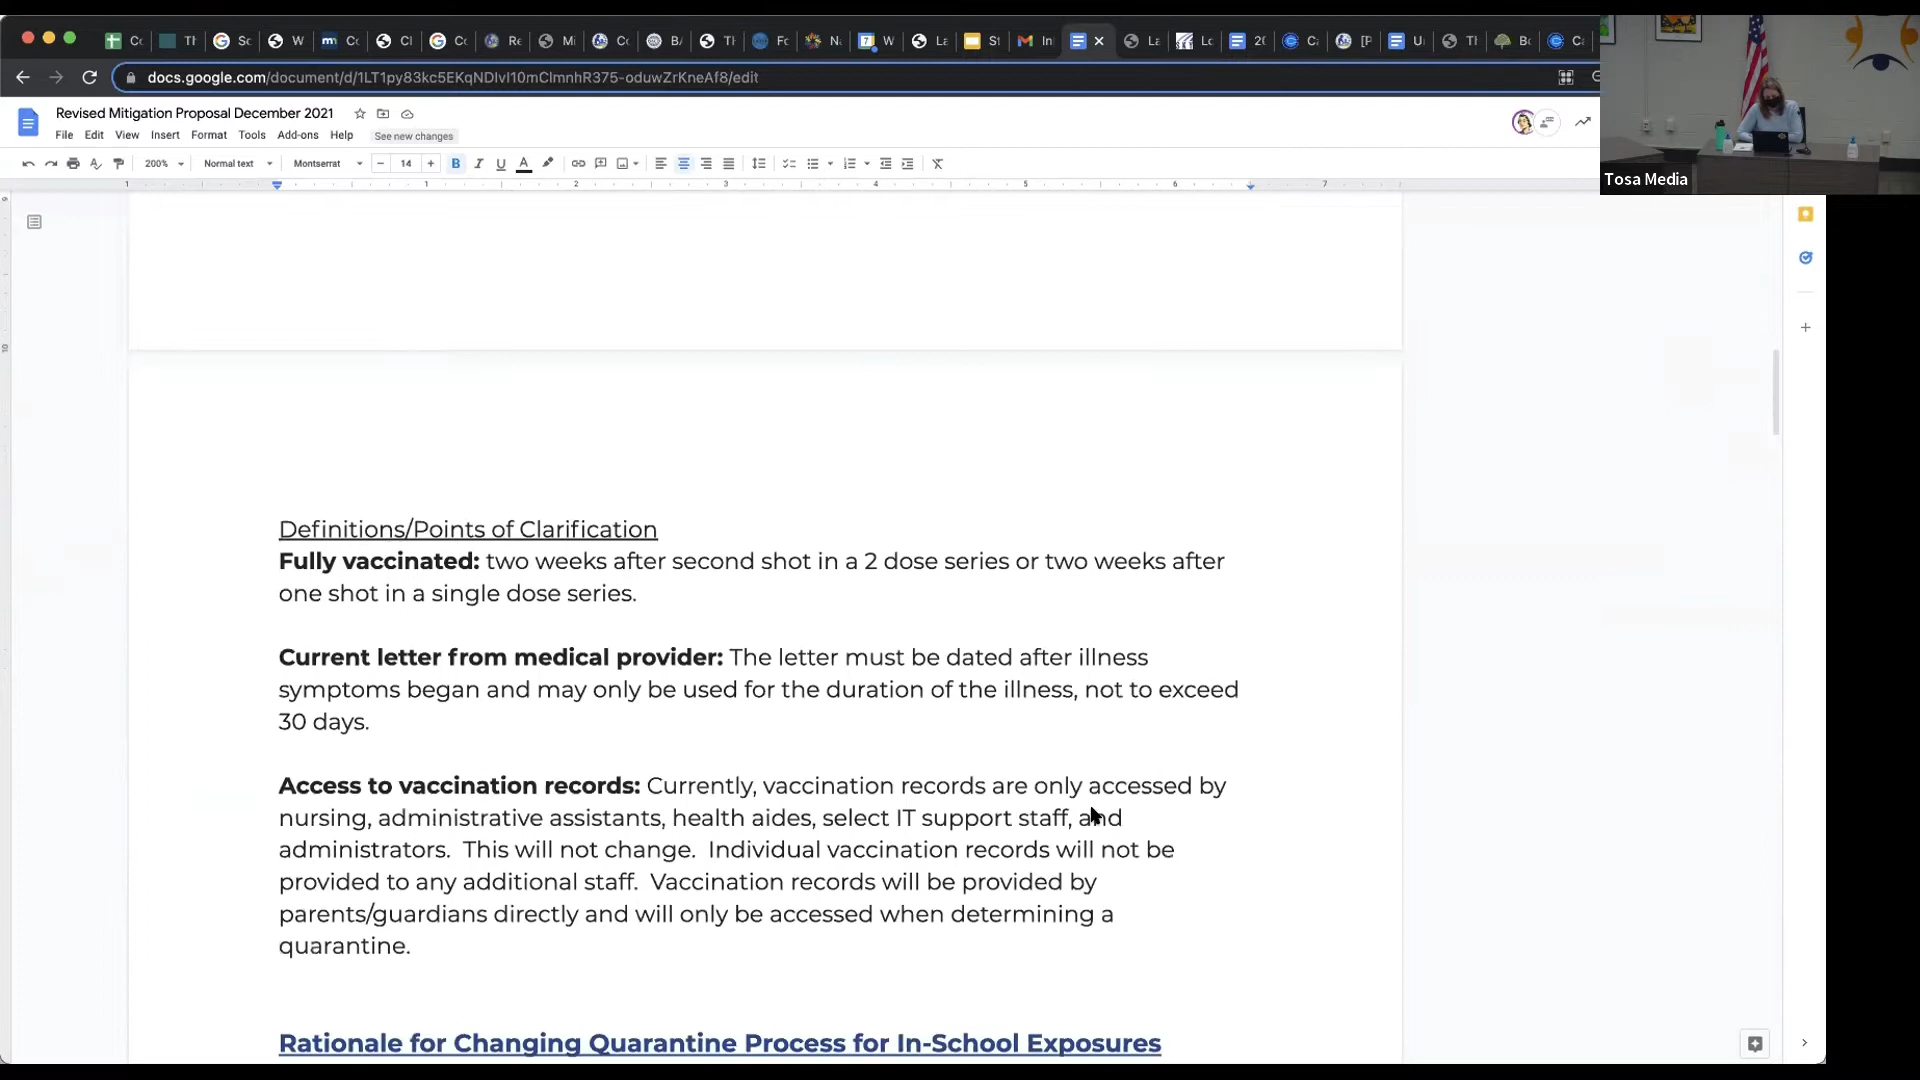 docs.google.com/document/d/1LT1py83kc5EKqNDIvI10mClmnhR375-oduwZrKneAf8/edit
Revised Mitigation Proposal December 2021
File Edit View Insert Format Tools Add-ons Help See new changes
200% Normal text Montserrat 14
Tosa Media
Definitions/Points of Clarification
Fully vaccinated: two weeks after second shot in a 2 dose series or two weeks after
one shot in a single dose series.
Current letter from medical provider: The letter must be dated after illness
symptoms began and may only be used for the duration of the illness, not to exceed
30 days.
Access to vaccination records: Currently, vaccination records are only accessed by
nursing, administrative assistants, health aides, select IT support staff, and
administrators.  This will not change.  Individual vaccination records will not be
provided to any additional staff.  Vaccination records will be provided by
parents/guardians directly and will only be accessed when determining a
quarantine.
Rationale for Changing Quarantine Process for In-School Exposures